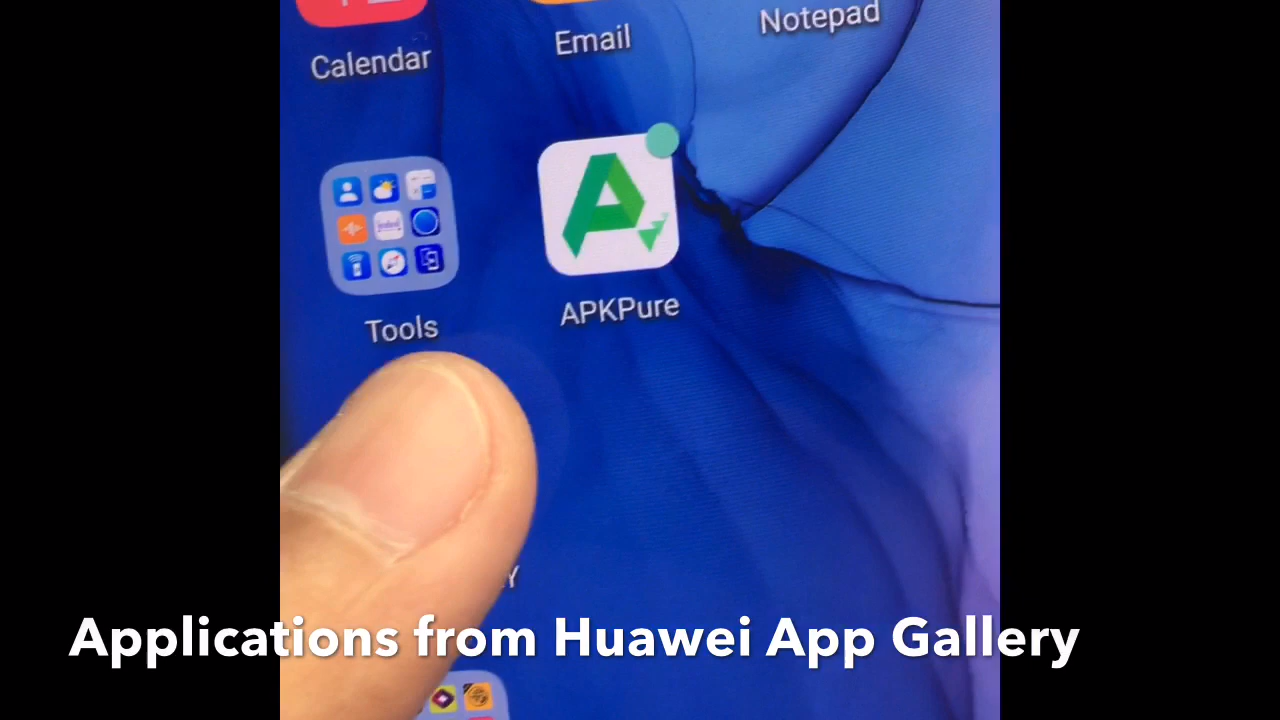 Calendar
Email
Notepad
Tools
APKPure
Y
Applications from Huawei App Gallery